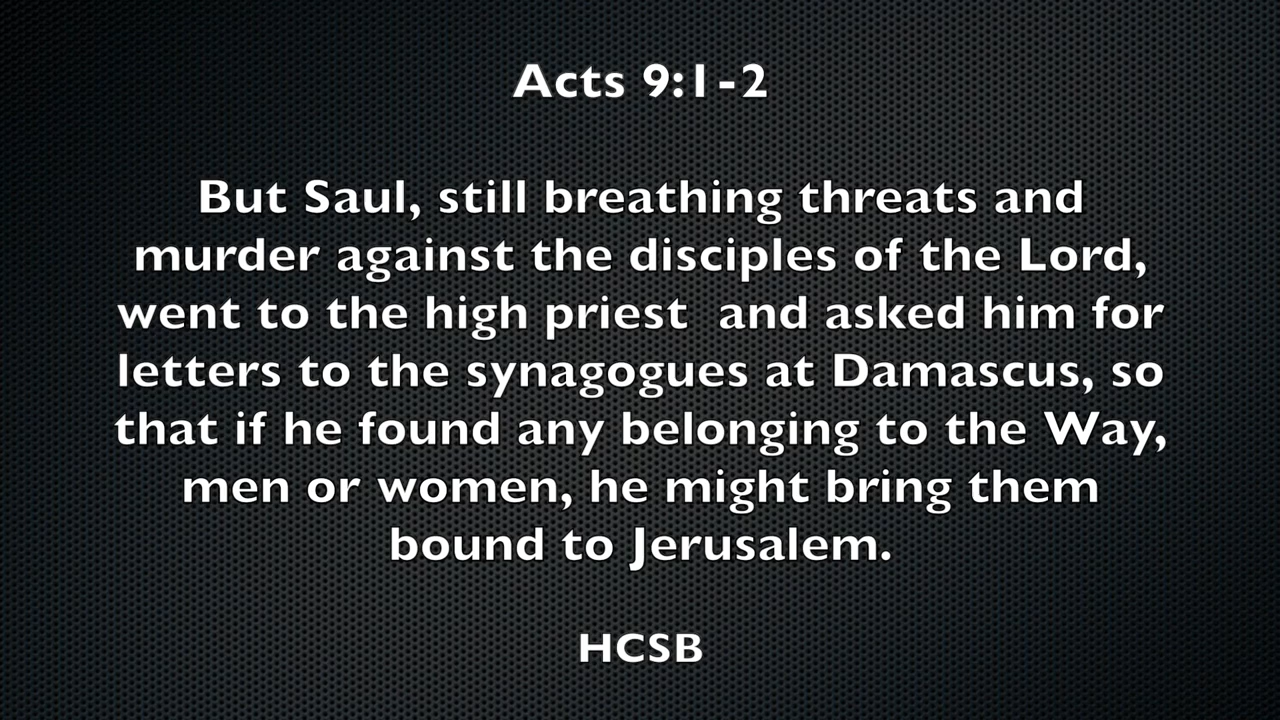 Acts 9:1-2
But Saul, still breathing threats and
murder against the disciples of the Lord,
went to the high priest  and asked him for
letters to the synagogues at Damascus, so
that if he found any belonging to the Way,
men or women, he might bring them
bound to Jerusalem.
HCSB